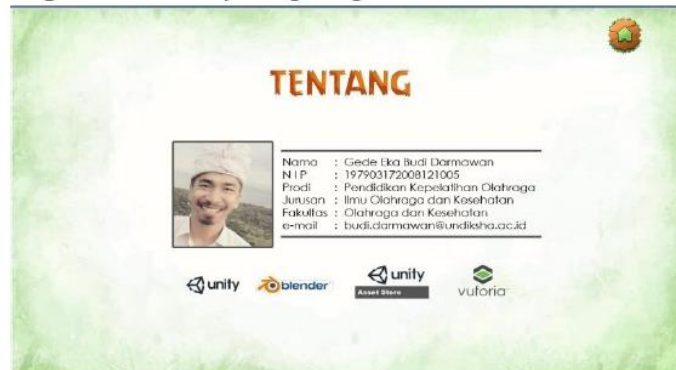 TENTANG
Nama : Gede Eka Budi Darmawan
N I P : 197903172008121005
Prodi : Pendidikan Kepelatihan Olahraga
Jurusan : Ilmu Olahraga dan Kesehatan
Fakultas : Olahraga dan Kesehatan
e-mail : budi.darmawan@undiksha.ac.id
unity blender unity vuforia
Asset Store